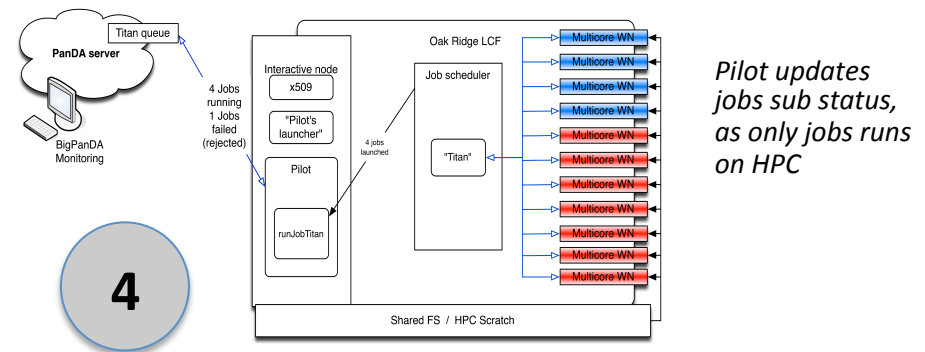 Titan queue
PanDA server
BigPanDA
Monitoring
4 Jobs
running
1 Jobs
failed
(rejected)
Interactive node
x509
"Pilot's
launcher"
Pilot
runJobTitan
4 jobs
launched
Oak Ridge LCF
Job scheduler
"Titan"
Multicore WN
Multicore WN
Multicore WN
Multicore WN
Multicore WN
Multicore WN
Multicore WN
Multicore WN
Multicore WN
Multicore WN
Multicore WN
Shared FS / HPC Scratch
4
Pilot updates
jobs sub status,
as only jobs runs
on HPC